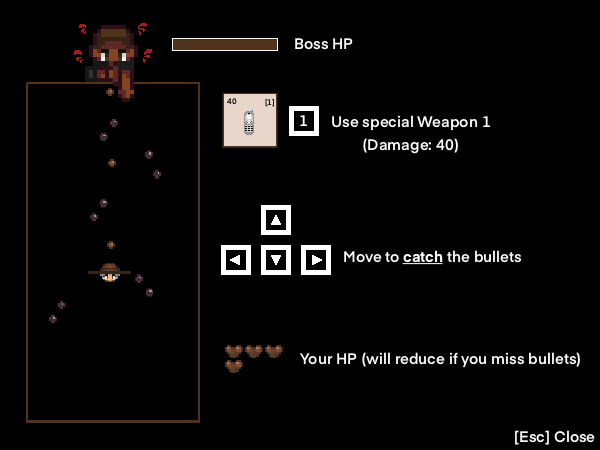 Boss HP
40 [1]
1 Use special Weapon 1
(Damage: 40)
Move to catch the bullets
Your HP (will reduce if you miss bullets)
[Esc] Close